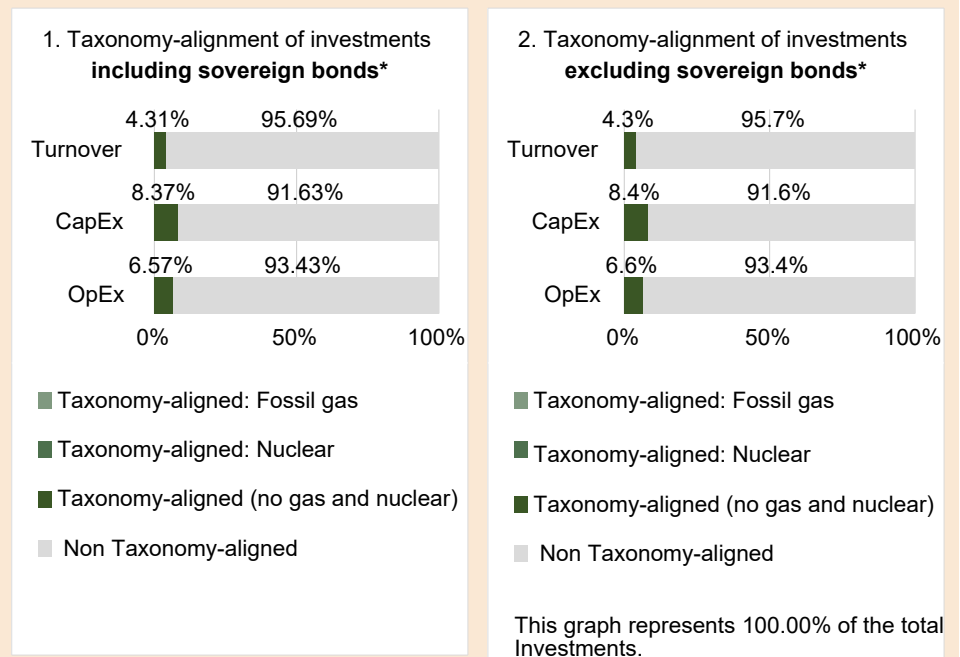 1. Taxonomy-alignment of investments
including sovereign bonds*
4.31% 95.69%
Turnover
8.37% 91.63%
CapEx
6.57% 93.43%
OpEx
0% 50% 100%
Taxonomy-aligned: Fossil gas
Taxonomy-aligned: Nuclear
Taxonomy-aligned (no gas and nuclear)
Non Taxonomy-aligned
2. Taxonomy-alignment of investments
excluding sovereign bonds*
4.3% 95.7%
Turnover
8.4% 91.6%
CapEx
6.6% 93.4%
OpEx
0% 50% 100%
Taxonomy-aligned: Fossil gas
Taxonomy-aligned: Nuclear
Taxonomy-aligned (no gas and nuclear)
Non Taxonomy-aligned
This graph represents 100.00% of the total
Investments.